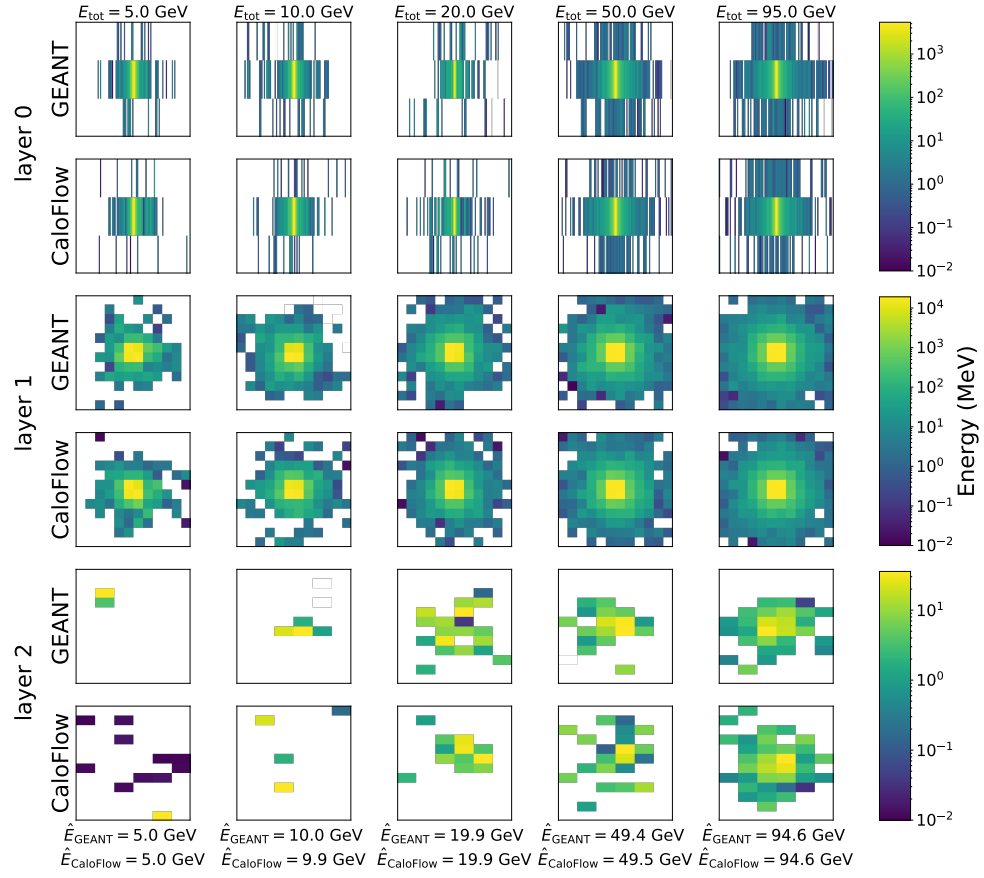 E_tot = 5.0 GeV E_tot = 10.0 GeV E_tot = 20.0 GeV E_tot = 50.0 GeV E_tot = 95.0 GeV
layer 0
GEANT
CaloFlow
10^3
10^2
10^1
10^0
10^−1
10^−2
layer 1
GEANT
CaloFlow
10^4
10^3
10^2
10^1
10^0
10^−1
10^−2
Energy (MeV)
layer 2
GEANT
CaloFlow
10^1
10^0
10^−1
10^−2
Ê_GEANT = 5.0 GeV Ê_GEANT = 10.0 GeV Ê_GEANT = 19.9 GeV Ê_GEANT = 49.4 GeV Ê_GEANT = 94.6 GeV
Ê_CaloFlow = 5.0 GeV Ê_CaloFlow = 9.9 GeV Ê_CaloFlow = 19.9 GeV Ê_CaloFlow = 49.5 GeV Ê_CaloFlow = 94.6 GeV